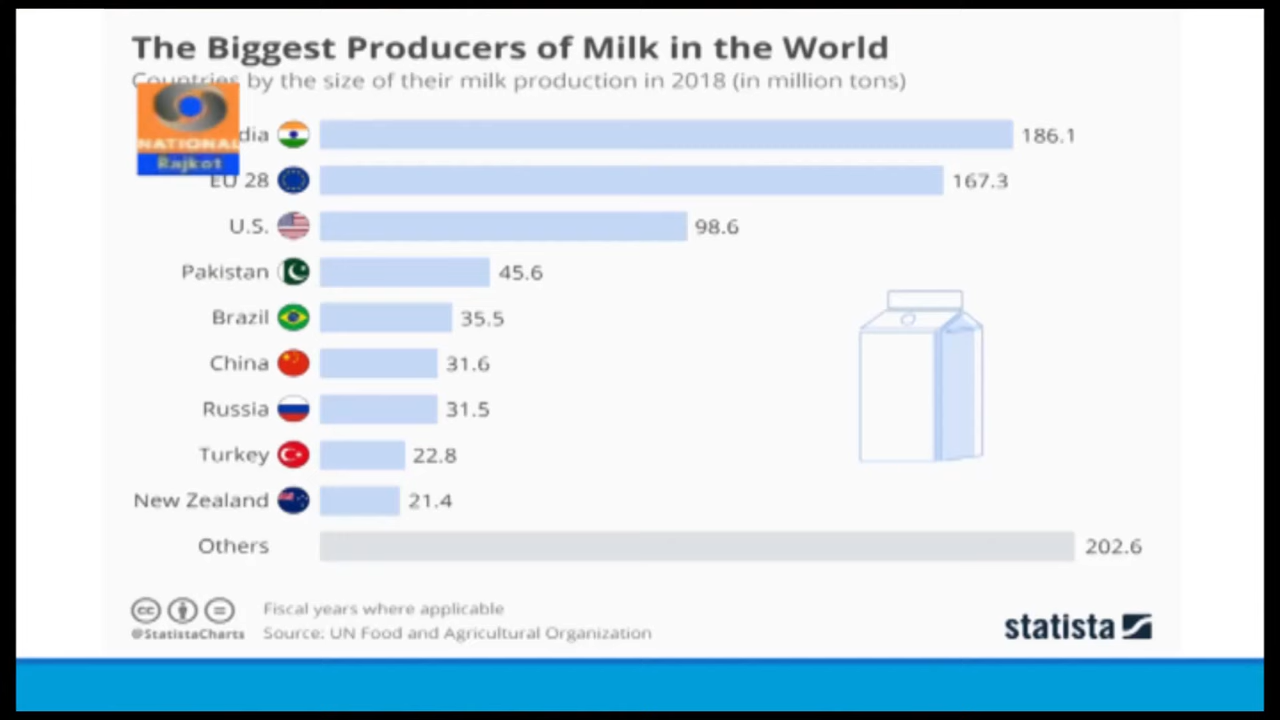 The Biggest Producers of Milk in the World
Countries by the size of their milk production in 2018 (in million tons)
NATIONAL
Rajkot
dia 186.1
EU 28 167.3
U.S. 98.6
Pakistan 45.6
Brazil 35.5
China 31.6
Russia 31.5
Turkey 22.8
New Zealand 21.4
Others 202.6
cc Fiscal years where applicable
@StatistaCharts Source: UN Food and Agricultural Organization
statista